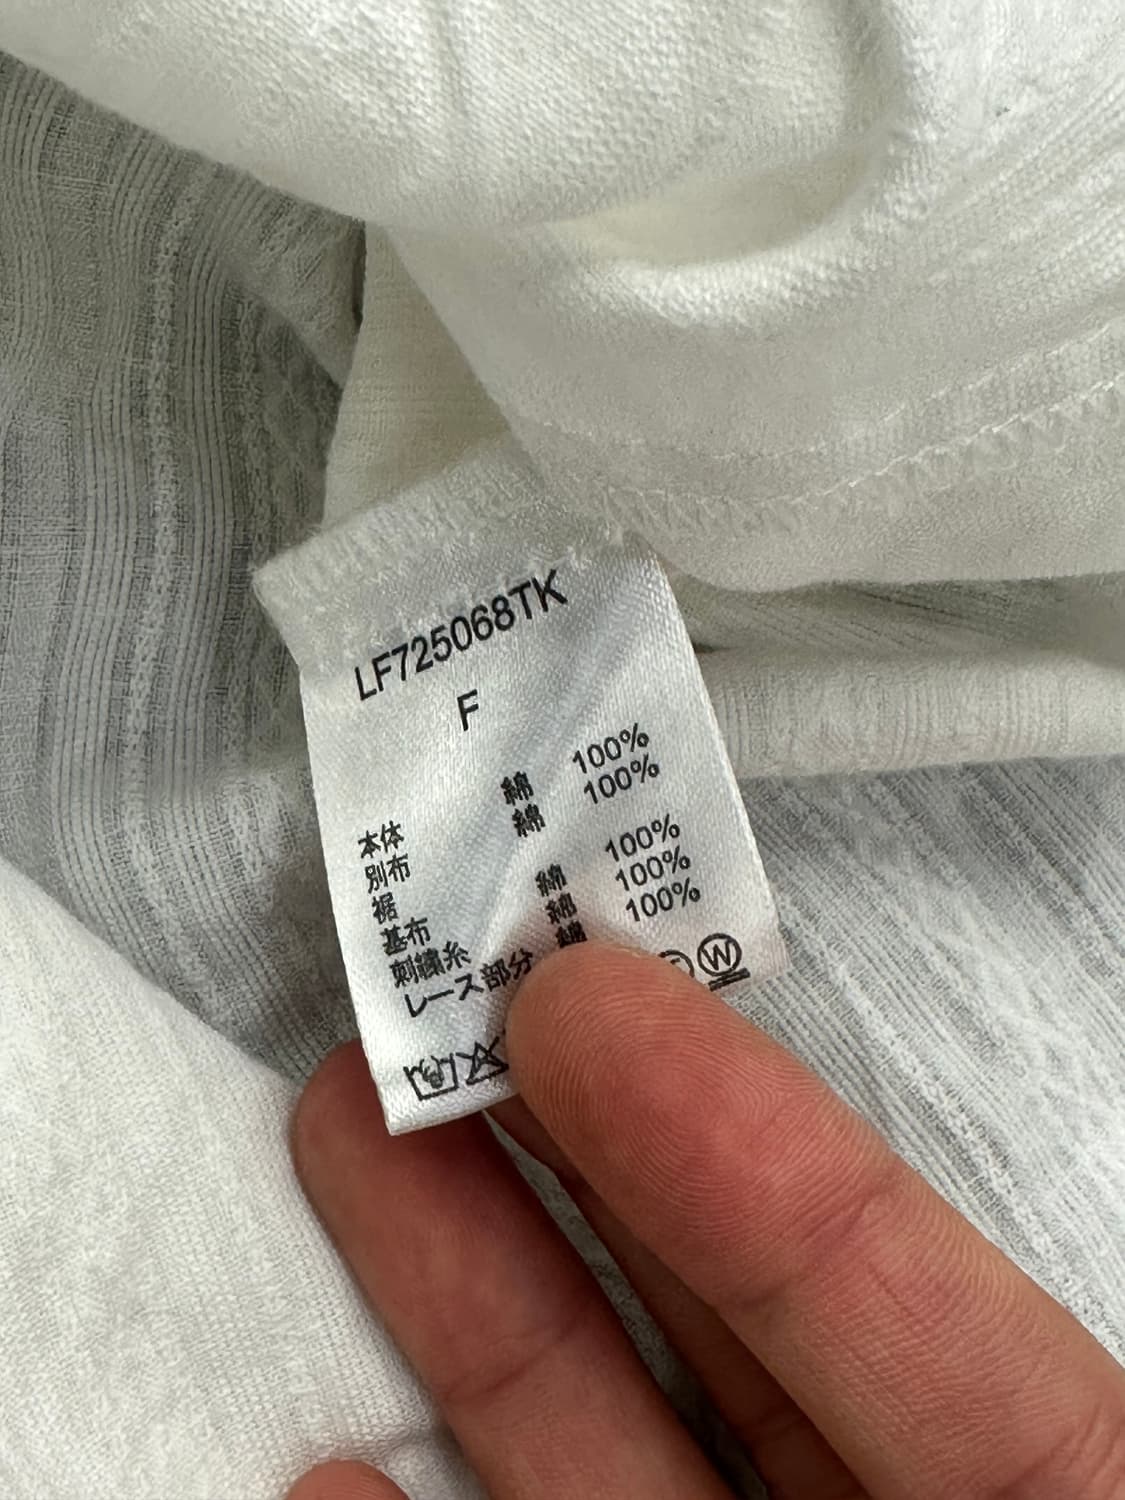 LF725068TK
F
本体 綿 100%
別布 綿 100%
裾
基布 綿 100%
刺繍糸 綿 100%
レース部分 綿 100%
W